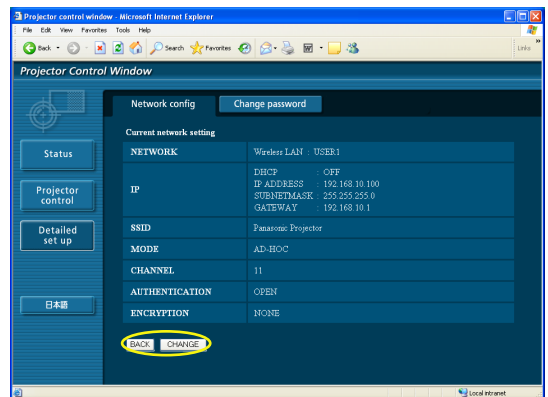 Projector control window - Microsoft Internet Explorer
File Edit View Favorites Tools Help
Back Search Favorites Links
Projector Control Window
Network config Change password
Current network setting
Status
Projector control
Detailed set up
日本語
NETWORK Wireless LAN : USER1
IP
DHCP : OFF
IP ADDRESS : 192.168.10.100
SUBNETMASK : 255.255.255.0
GATEWAY : 192.168.10.1
SSID Panasonic Projector
MODE AD-HOC
CHANNEL 11
AUTHENTICATION OPEN
ENCRYPTION NONE
BACK CHANGE
Local intranet